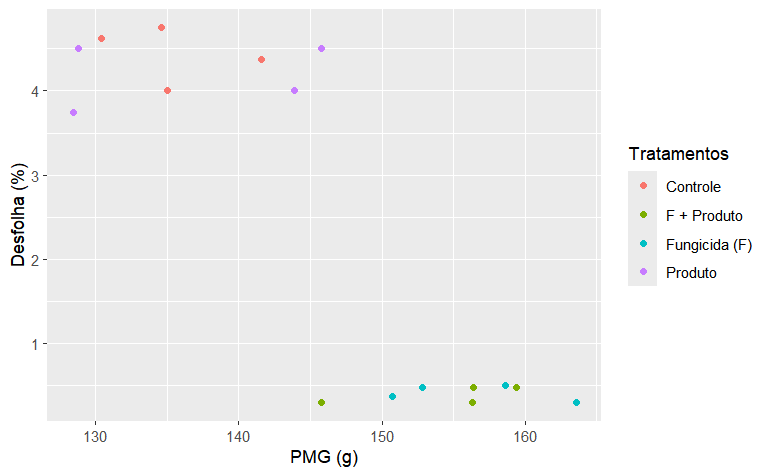 Desfolha (%)
4
3
2
1
130 140 150 160
PMG (g)
Tratamentos
Controle
F + Produto
Fungicida (F)
Produto